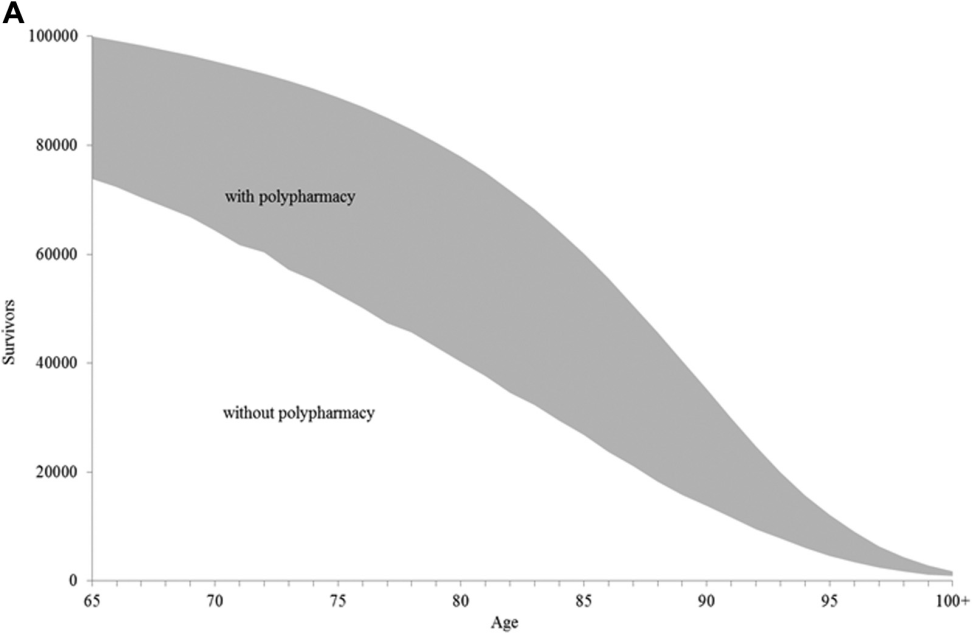 A
100000
80000
60000
40000
20000
0
Survivors
with polypharmacy
without polypharmacy
65 70 75 80 85 90 95 100+
Age